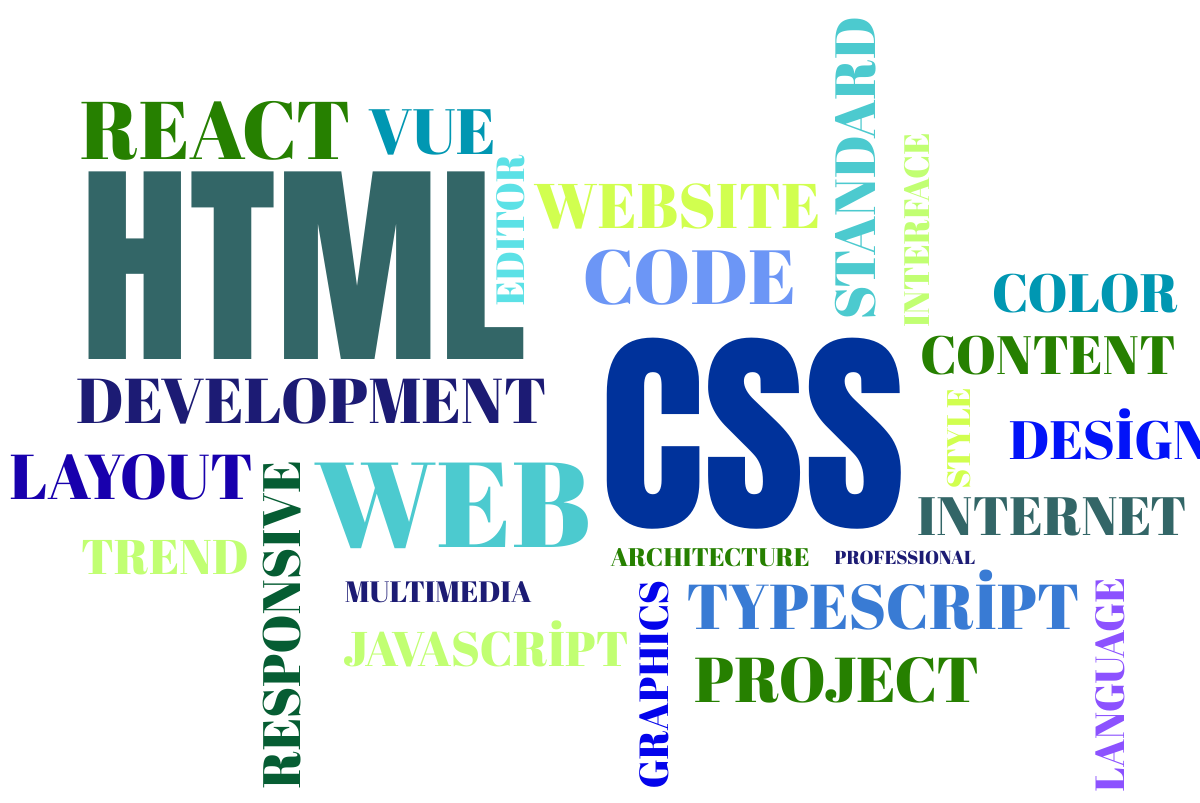 STANDARD
REACT
VUE
INTERFACE
EDITOR
HTML
WEBSITE
CODE
COLOR
CONTENT
CSS
DEVELOPMENT
STYLE
DESİGN
LAYOUT
RESPONSIVE
WEB
INTERNET
TREND
ARCHITECTURE
PROFESSIONAL
MULTIMEDIA
GRAPHICS
TYPESCRİPT
LANGUAGE
JAVASCRİPT
PROJECT